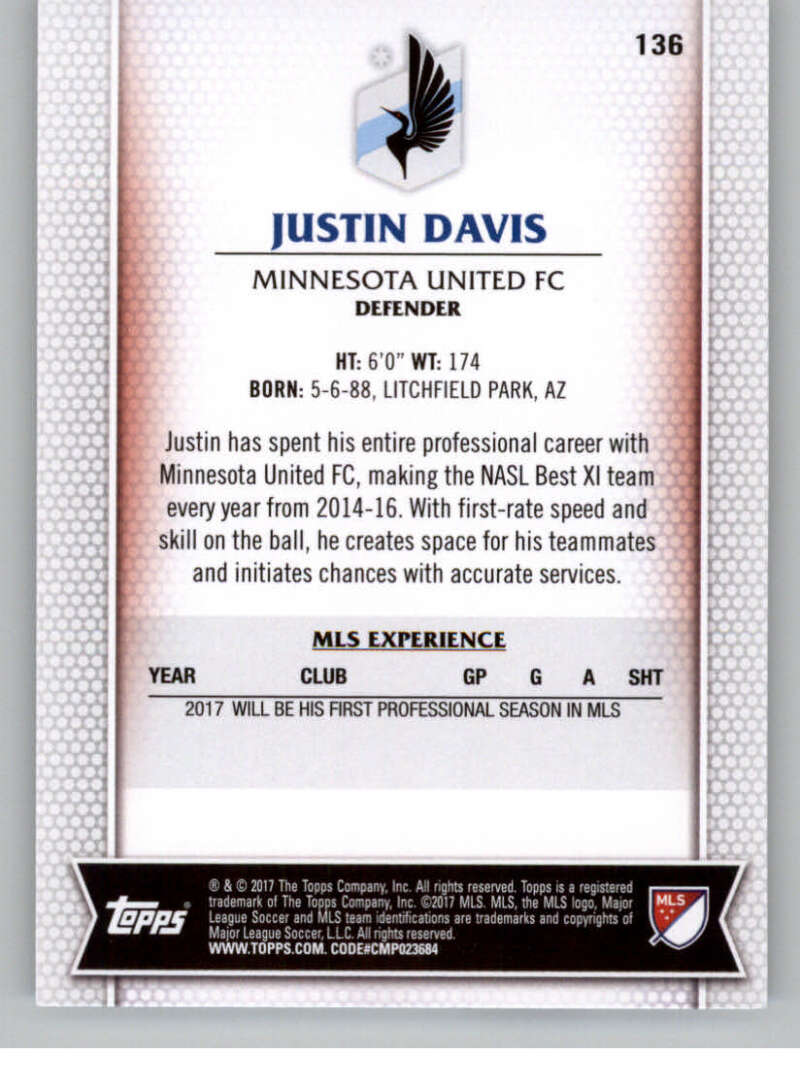 136
JUSTIN DAVIS
MINNESOTA UNITED FC
DEFENDER
HT: 6'0" WT: 174
BORN: 5-6-88, LITCHFIELD PARK, AZ
Justin has spent his entire professional career with
Minnesota United FC, making the NASL Best XI team
every year from 2014-16. With first-rate speed and
skill on the ball, he creates space for his teammates
and initiates chances with accurate services.
MLS EXPERIENCE
YEAR CLUB GP G A SHT
2017 WILL BE HIS FIRST PROFESSIONAL SEASON IN MLS
Topps®
® & © 2017 The Topps Company, Inc. All rights reserved. Topps is a registered
trademark of The Topps Company, Inc. ©2017 MLS. MLS, the MLS logo, Major
League Soccer and MLS team identifications are trademarks and copyrights of
Major League Soccer, L.L.C. All rights reserved.
WWW.TOPPS.COM. CODE#CMP023684
MLS